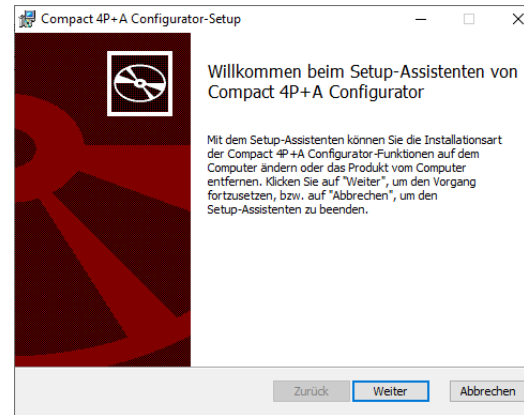 Compact 4P+A Configurator-Setup
Willkommen beim Setup-Assistenten von
Compact 4P+A Configurator
Mit dem Setup-Assistenten können Sie die Installationsart
der Compact 4P+A Configurator-Funktionen auf dem
Computer ändern oder das Produkt vom Computer
entfernen. Klicken Sie auf "Weiter", um den Vorgang
fortzusetzen, bzw. auf "Abbrechen", um den
Setup-Assistenten zu beenden.
Zurück Weiter Abbrechen